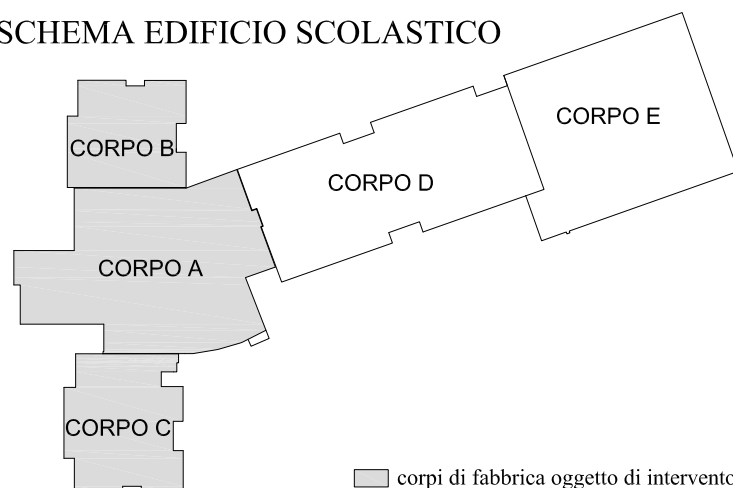 SCHEMA EDIFICIO SCOLASTICO
CORPO E
CORPO B
CORPO D
CORPO A
CORPO C
corpi di fabbrica oggetto di intervento